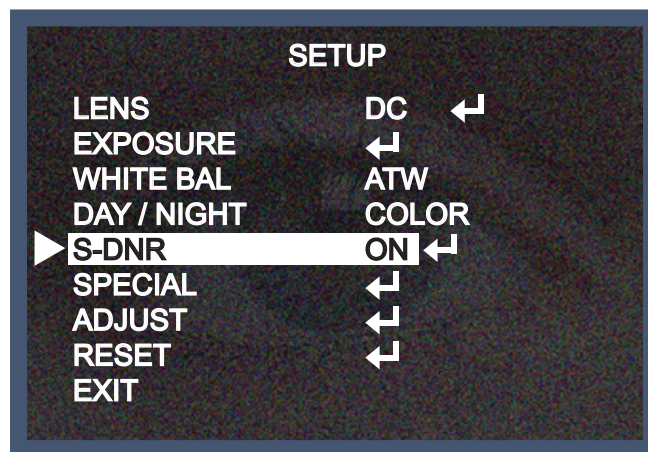 SETUP
LENS DC ↵
EXPOSURE ↵
WHITE BAL ATW
DAY / NIGHT COLOR
S-DNR ON ↵
SPECIAL ↵
ADJUST ↵
RESET ↵
EXIT